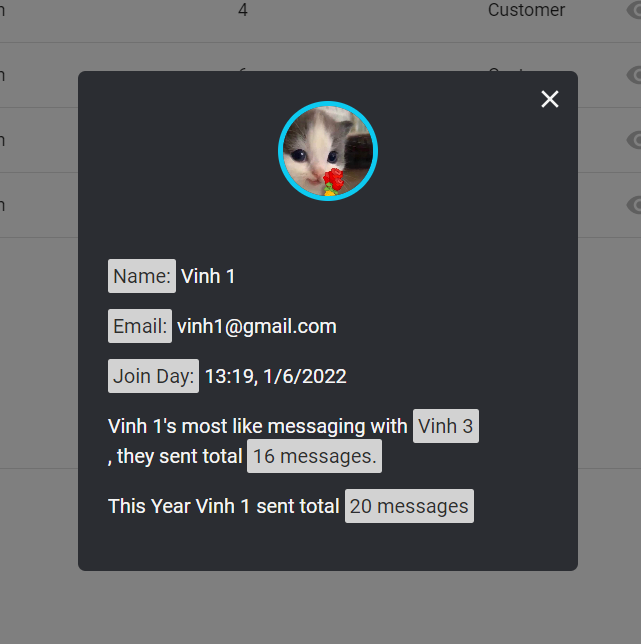 4 Customer
Name: Vinh 1
Email: vinh1@gmail.com
Join Day: 13:19, 1/6/2022
Vinh 1's most like messaging with Vinh 3
, they sent total 16 messages.
This Year Vinh 1 sent total 20 messages